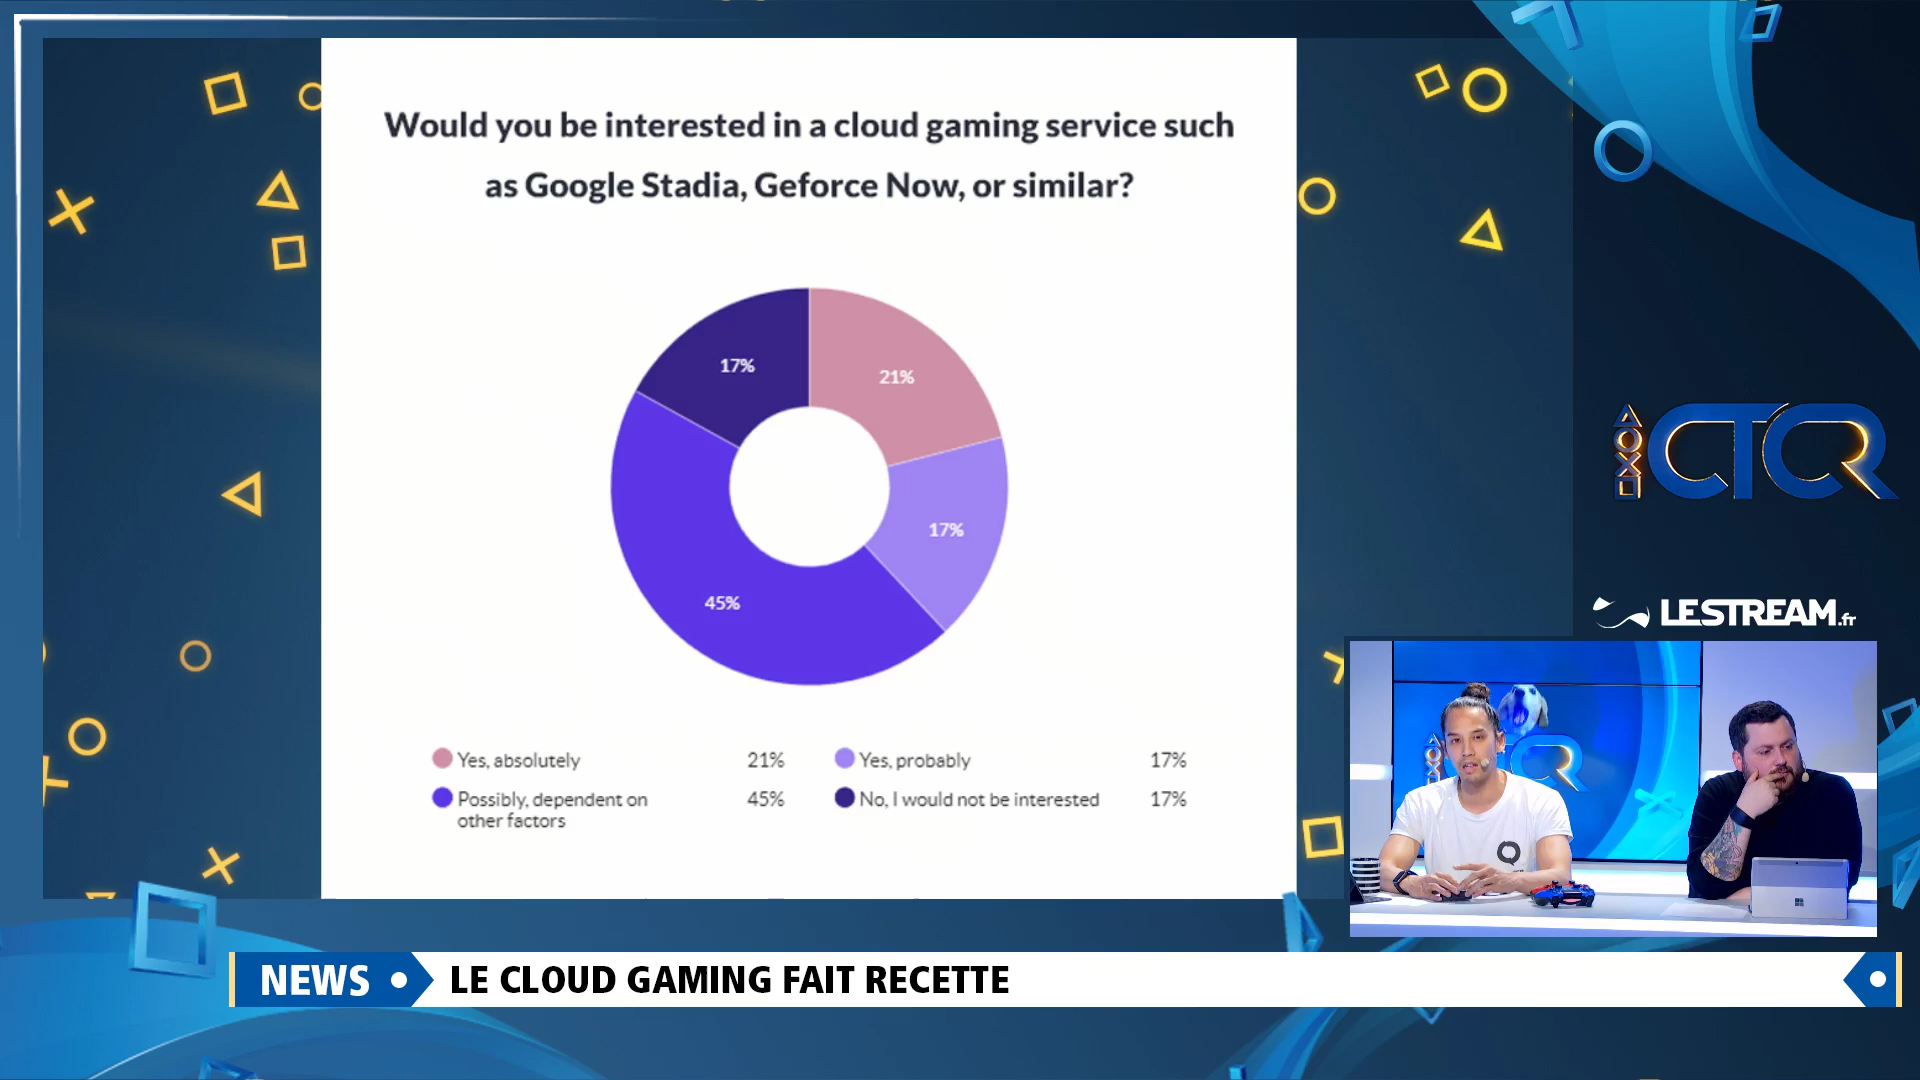 Would you be interested in a cloud gaming service such
as Google Stadia, Geforce Now, or similar?
17%
21%
17%
45%
Yes, absolutely 21%
Yes, probably 17%
Possibly, dependent on
other factors 45%
No, I would not be interested 17%
CTCR
LESTREAM.fr
NEWS
LE CLOUD GAMING FAIT RECETTE